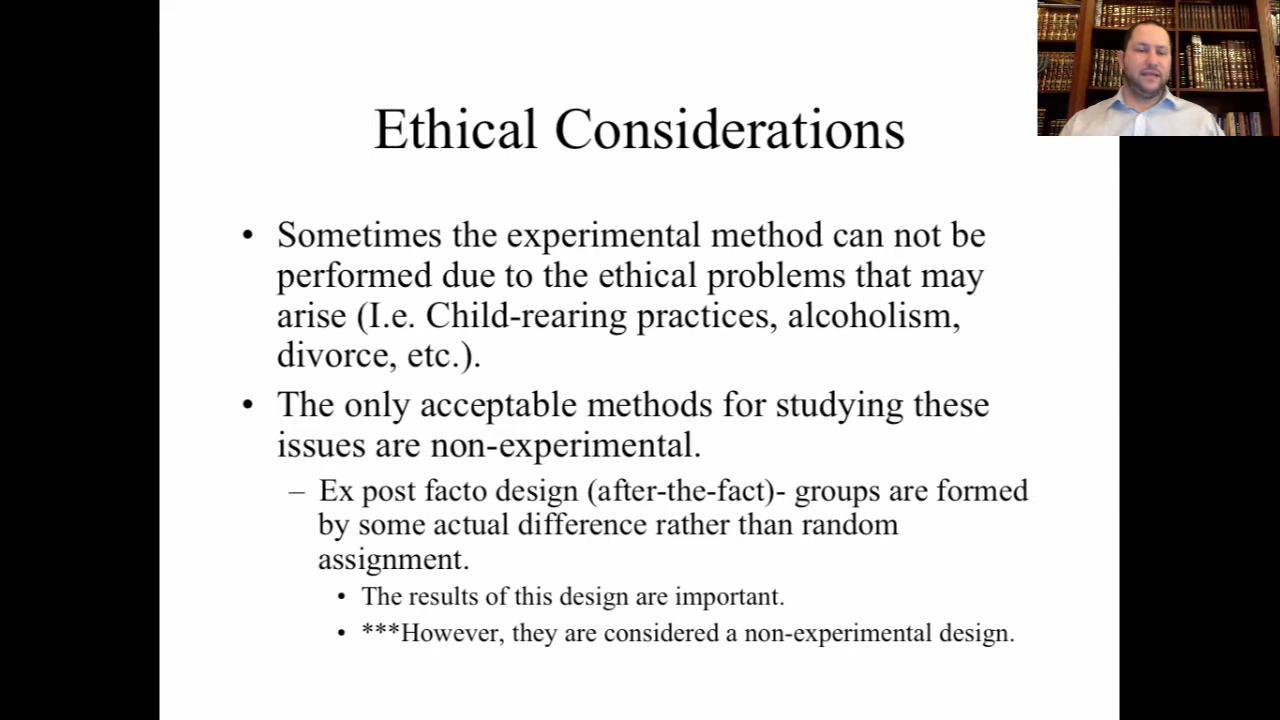 Ethical Considerations
• Sometimes the experimental method can not be
performed due to the ethical problems that may
arise (I.e. Child-rearing practices, alcoholism,
divorce, etc.).
• The only acceptable methods for studying these
issues are non-experimental.
– Ex post facto design (after-the-fact)- groups are formed
by some actual difference rather than random
assignment.
• The results of this design are important.
• ***However, they are considered a non-experimental design.